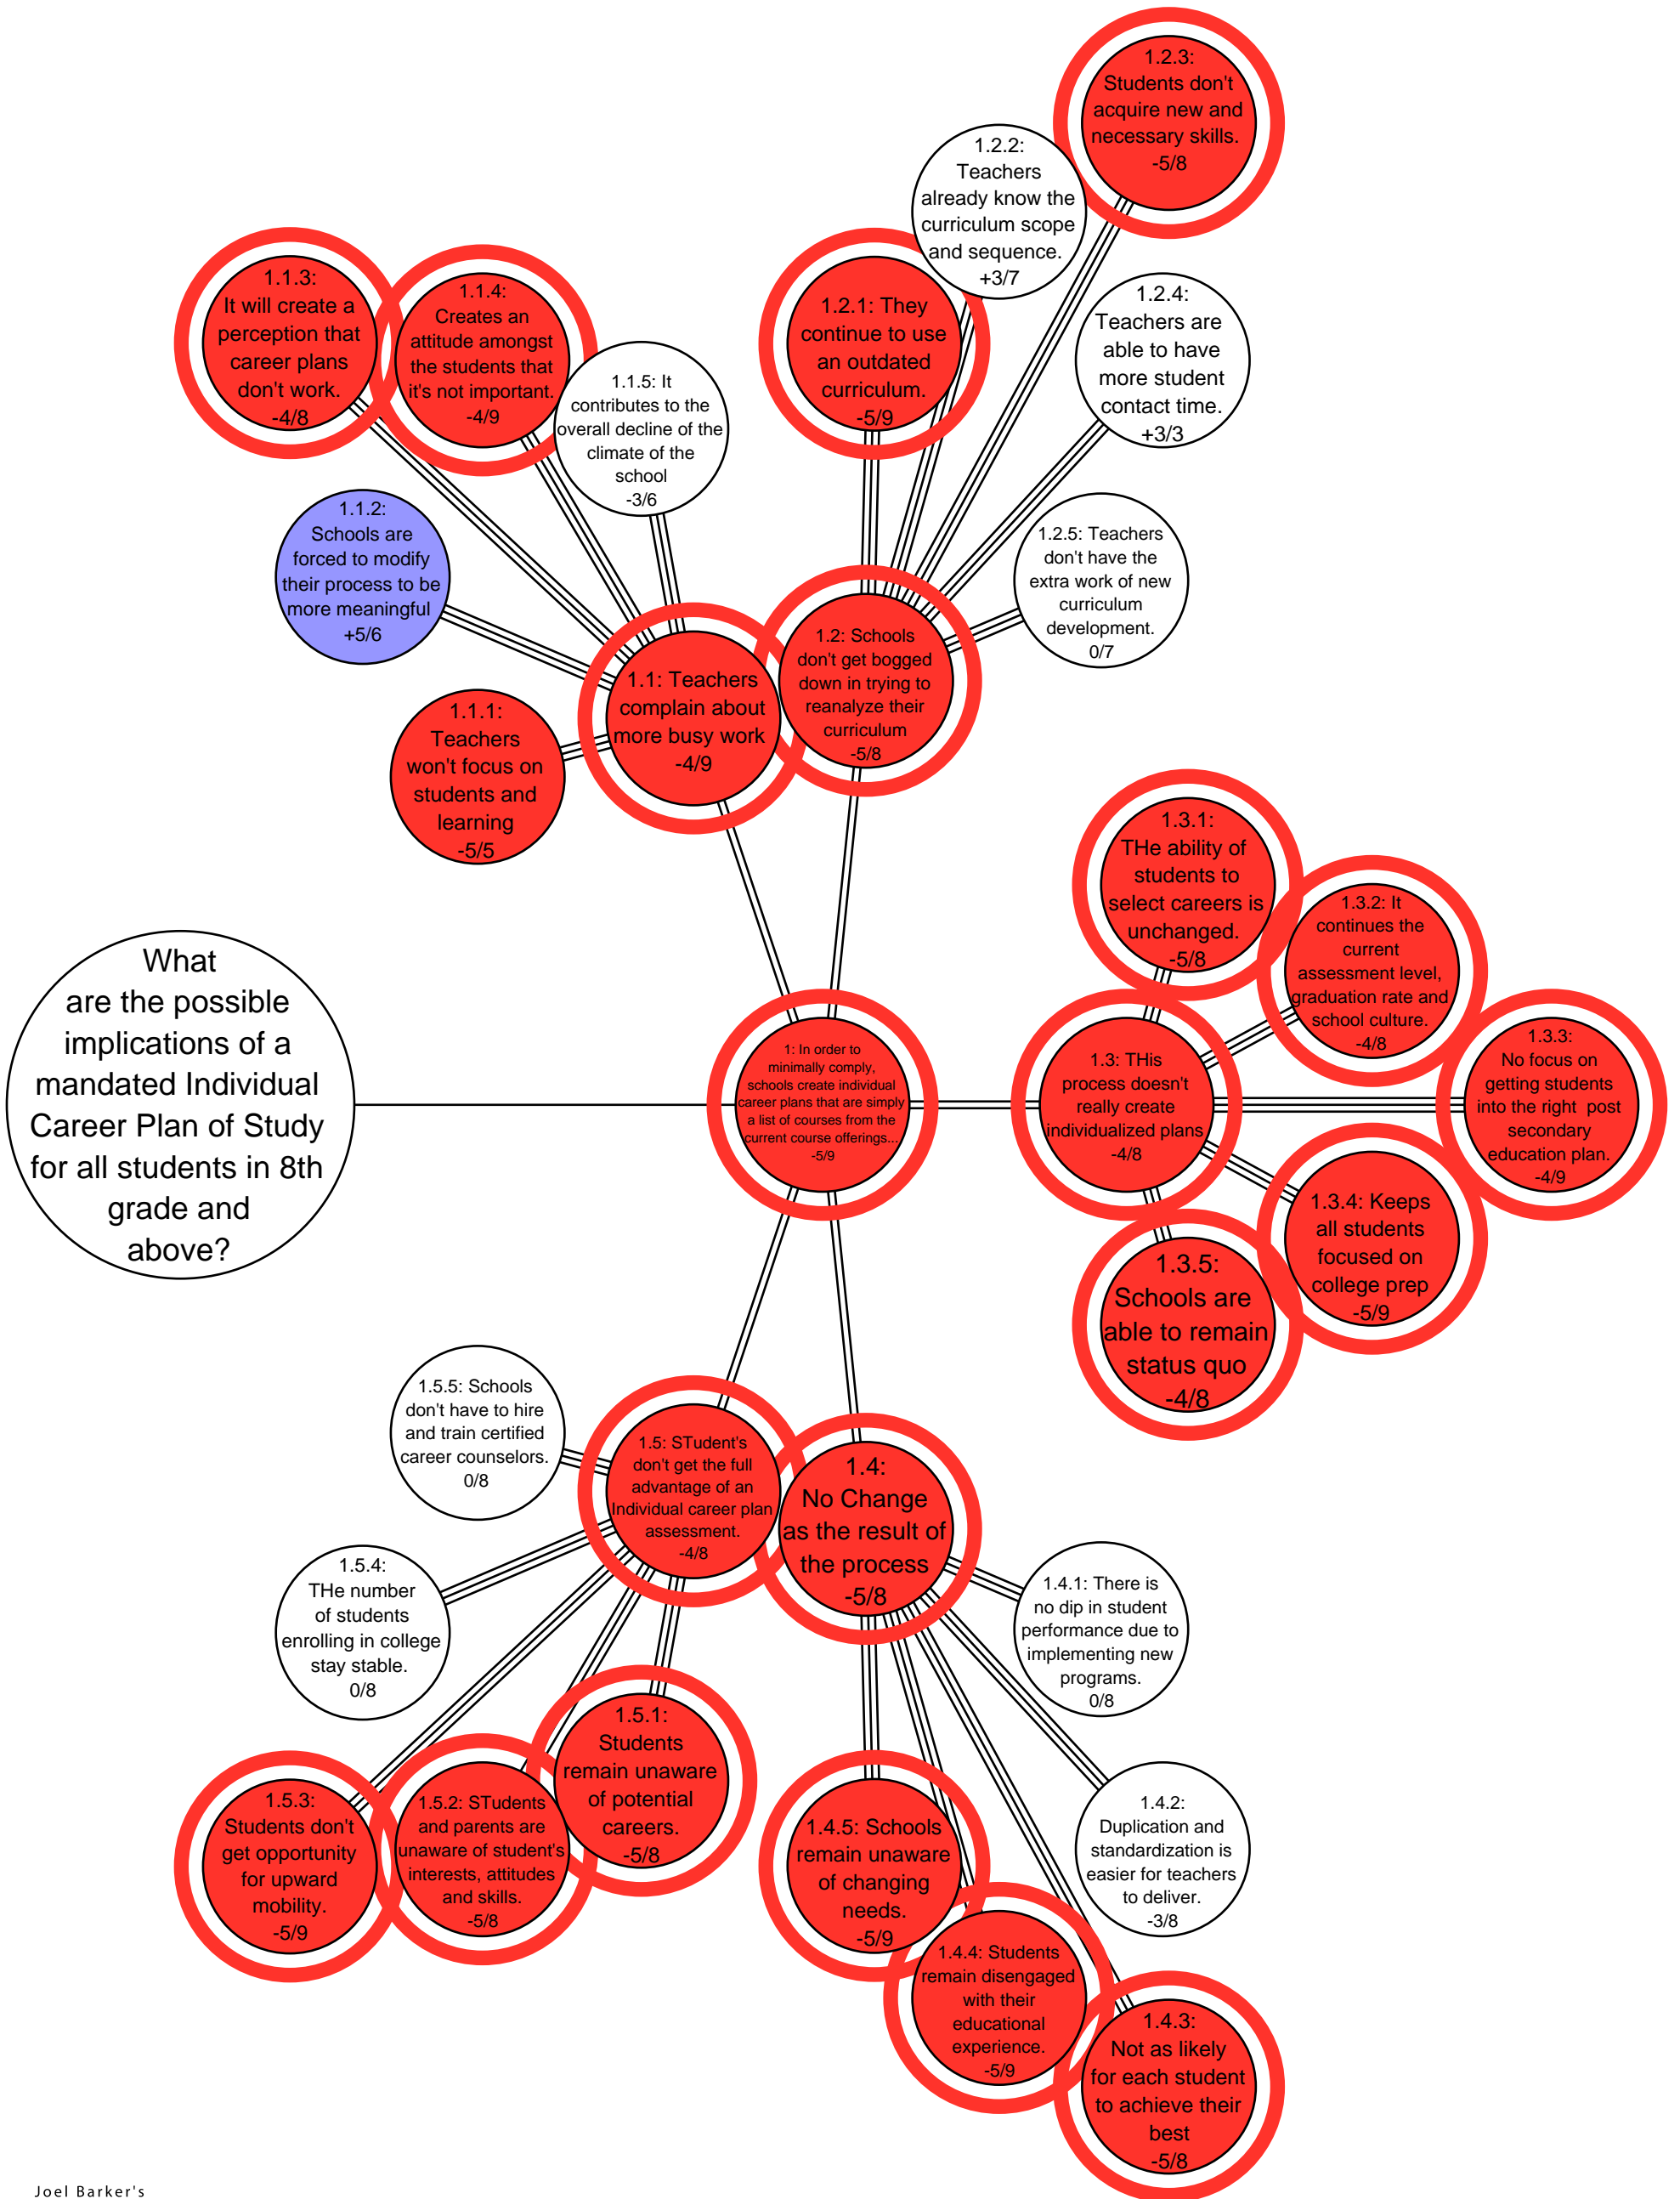 What
are the possible
implications of a
mandated Individual
Career Plan of Study
for all students in 8th
grade and
above?
1: In order to
minimally comply,
schools create individual
career plans that are simply
a list of courses from the
current course offerings...
-5/9
1.1: Teachers
complain about
more busy work
-4/9
1.1.1:
Teachers
won't focus on
students and
learning
-5/5
1.1.2:
Schools are
forced to modify
their process to be
more meaningful
+5/6
1.1.3:
It will create a
perception that
career plans
don't work.
-4/8
1.1.4:
Creates an
attitude amongst
the students that
it's not important.
-4/9
1.1.5: It
contributes to the
overall decline of the
climate of the
school
-3/6
1.2: Schools
don't get bogged
down in trying to
reanalyze their
curriculum
-5/8
1.2.1: They
continue to use
an outdated
curriculum.
-5/9
1.2.2:
Teachers
already know the
curriculum scope
and sequence.
+3/7
1.2.3:
Students don't
acquire new and
necessary skills.
-5/8
1.2.4:
Teachers are
able to have
more student
contact time.
+3/3
1.2.5: Teachers
don't have the
extra work of new
curriculum
development.
0/7
1.3: THis
process doesn't
really create
individualized plans
-4/8
1.3.1:
THe ability of
students to
select careers is
unchanged.
-5/8
1.3.2: It
continues the
current
assessment level,
graduation rate and
school culture.
-4/8
1.3.3:
No focus on
getting students
into the right post
secondary
education plan.
-4/9
1.3.4: Keeps
all students
focused on
college prep
-5/9
1.3.5:
Schools are
able to remain
status quo
-4/8
1.4:
No Change
as the result of
the process
-5/8
1.4.1: There is
no dip in student
performance due to
implementing new
programs.
0/8
1.4.2:
Duplication and
standardization is
easier for teachers
to deliver.
-3/8
1.4.3:
Not as likely
for each student
to achieve their
best
-5/8
1.4.4: Students
remain disengaged
with their
educational
experience.
-5/9
1.4.5: Schools
remain unaware
of changing
needs.
-5/9
1.5: STudent's
don't get the full
advantage of an
Individual career plan
assessment.
-4/8
1.5.1:
Students
remain unaware
of potential
careers.
-5/8
1.5.2: STudents
and parents are
unaware of student's
interests, attitudes
and skills.
-5/8
1.5.3:
Students don't
get opportunity
for upward
mobility.
-5/9
1.5.4:
THe number
of students
enrolling in college
stay stable.
0/8
1.5.5: Schools
don't have to hire
and train certified
career counselors.
0/8
Joel Barker's